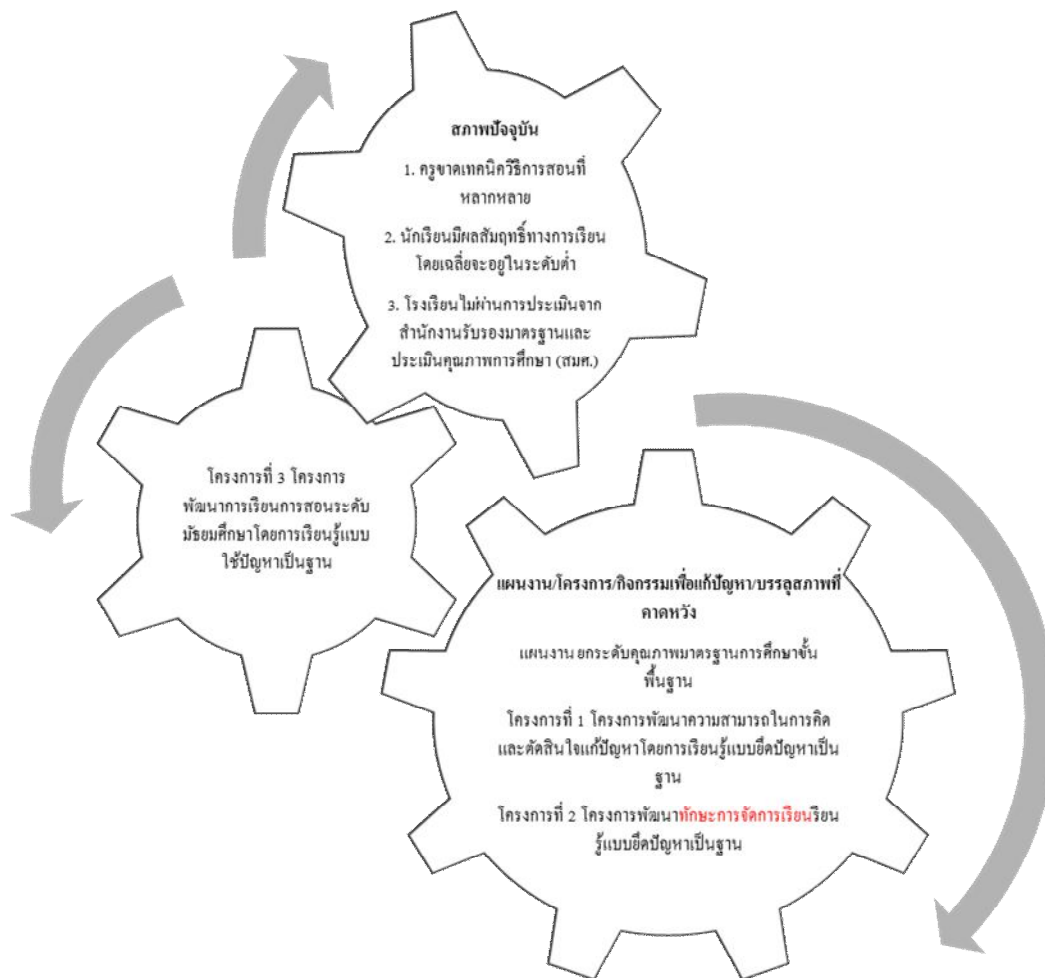 สภาพปัจจุบัน
1. ครูขาดเทคนิควิธีการสอนที่
หลากหลาย
2. นักเรียนมีผลสัมฤทธิ์ทางการเรียน
โดยเฉลี่ยจะอยู่ในระดับต่ำ
3. โรงเรียนไม่ผ่านการประเมินจาก
สำนักงานรับรองมาตรฐานและ
ประเมินคุณภาพการศึกษา (สมศ.)
โครงการที่ 3 โครงการ
พัฒนาการเรียนการสอนระดับ
มัธยมศึกษาโดยการเรียนรู้แบบ
ใช้ปัญหาเป็นฐาน
แผนงาน/โครงการ/กิจกรรมเพื่อแก้ปัญหา/บรรลุสภาพที่
คาดหวัง
แผนงาน ยกระดับคุณภาพมาตรฐานการศึกษาขั้น
พื้นฐาน
โครงการที่ 1 โครงการพัฒนาความสามารถในการคิด
และตัดสินใจแก้ปัญหาโดยการเรียนรู้แบบยึดปัญหาเป็น
ฐาน
โครงการที่ 2 โครงการพัฒนาทักษะการจัดการเรียนรียน
รู้แบบยึดปัญหาเป็นฐาน